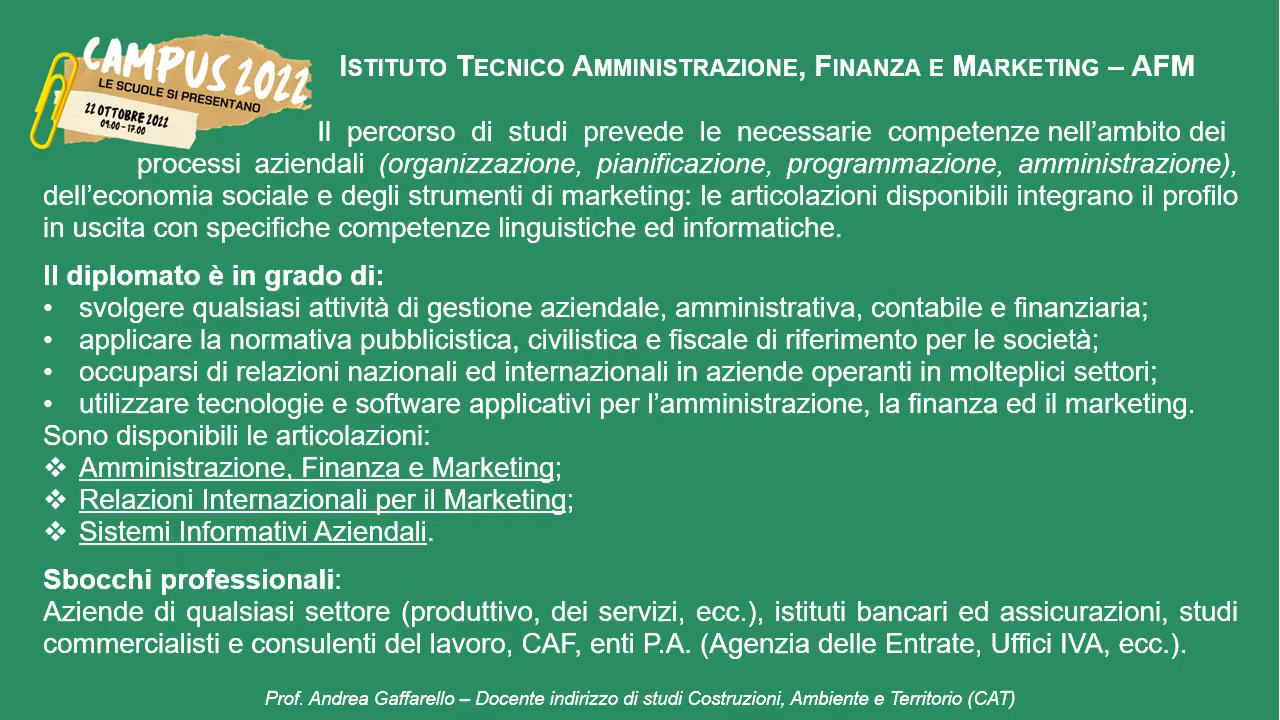 CAMPUS 2022
LE SCUOLE SI PRESENTANO
22 OTTOBRE 2022
09.00 - 17.00
ISTITUTO TECNICO AMMINISTRAZIONE, FINANZA E MARKETING – AFM
Il percorso di studi prevede le necessarie competenze nell’ambito dei
processi aziendali (organizzazione, pianificazione, programmazione, amministrazione),
dell’economia sociale e degli strumenti di marketing: le articolazioni disponibili integrano il profilo
in uscita con specifiche competenze linguistiche ed informatiche.
Il diplomato è in grado di:
• svolgere qualsiasi attività di gestione aziendale, amministrativa, contabile e finanziaria;
• applicare la normativa pubblicistica, civilistica e fiscale di riferimento per le società;
• occuparsi di relazioni nazionali ed internazionali in aziende operanti in molteplici settori;
• utilizzare tecnologie e software applicativi per l’amministrazione, la finanza ed il marketing.
Sono disponibili le articolazioni:
❖ Amministrazione, Finanza e Marketing;
❖ Relazioni Internazionali per il Marketing;
❖ Sistemi Informativi Aziendali.
Sbocchi professionali:
Aziende di qualsiasi settore (produttivo, dei servizi, ecc.), istituti bancari ed assicurazioni, studi
commercialisti e consulenti del lavoro, CAF, enti P.A. (Agenzia delle Entrate, Uffici IVA, ecc.).
Prof. Andrea Gaffarello – Docente indirizzo di studi Costruzioni, Ambiente e Territorio (CAT)